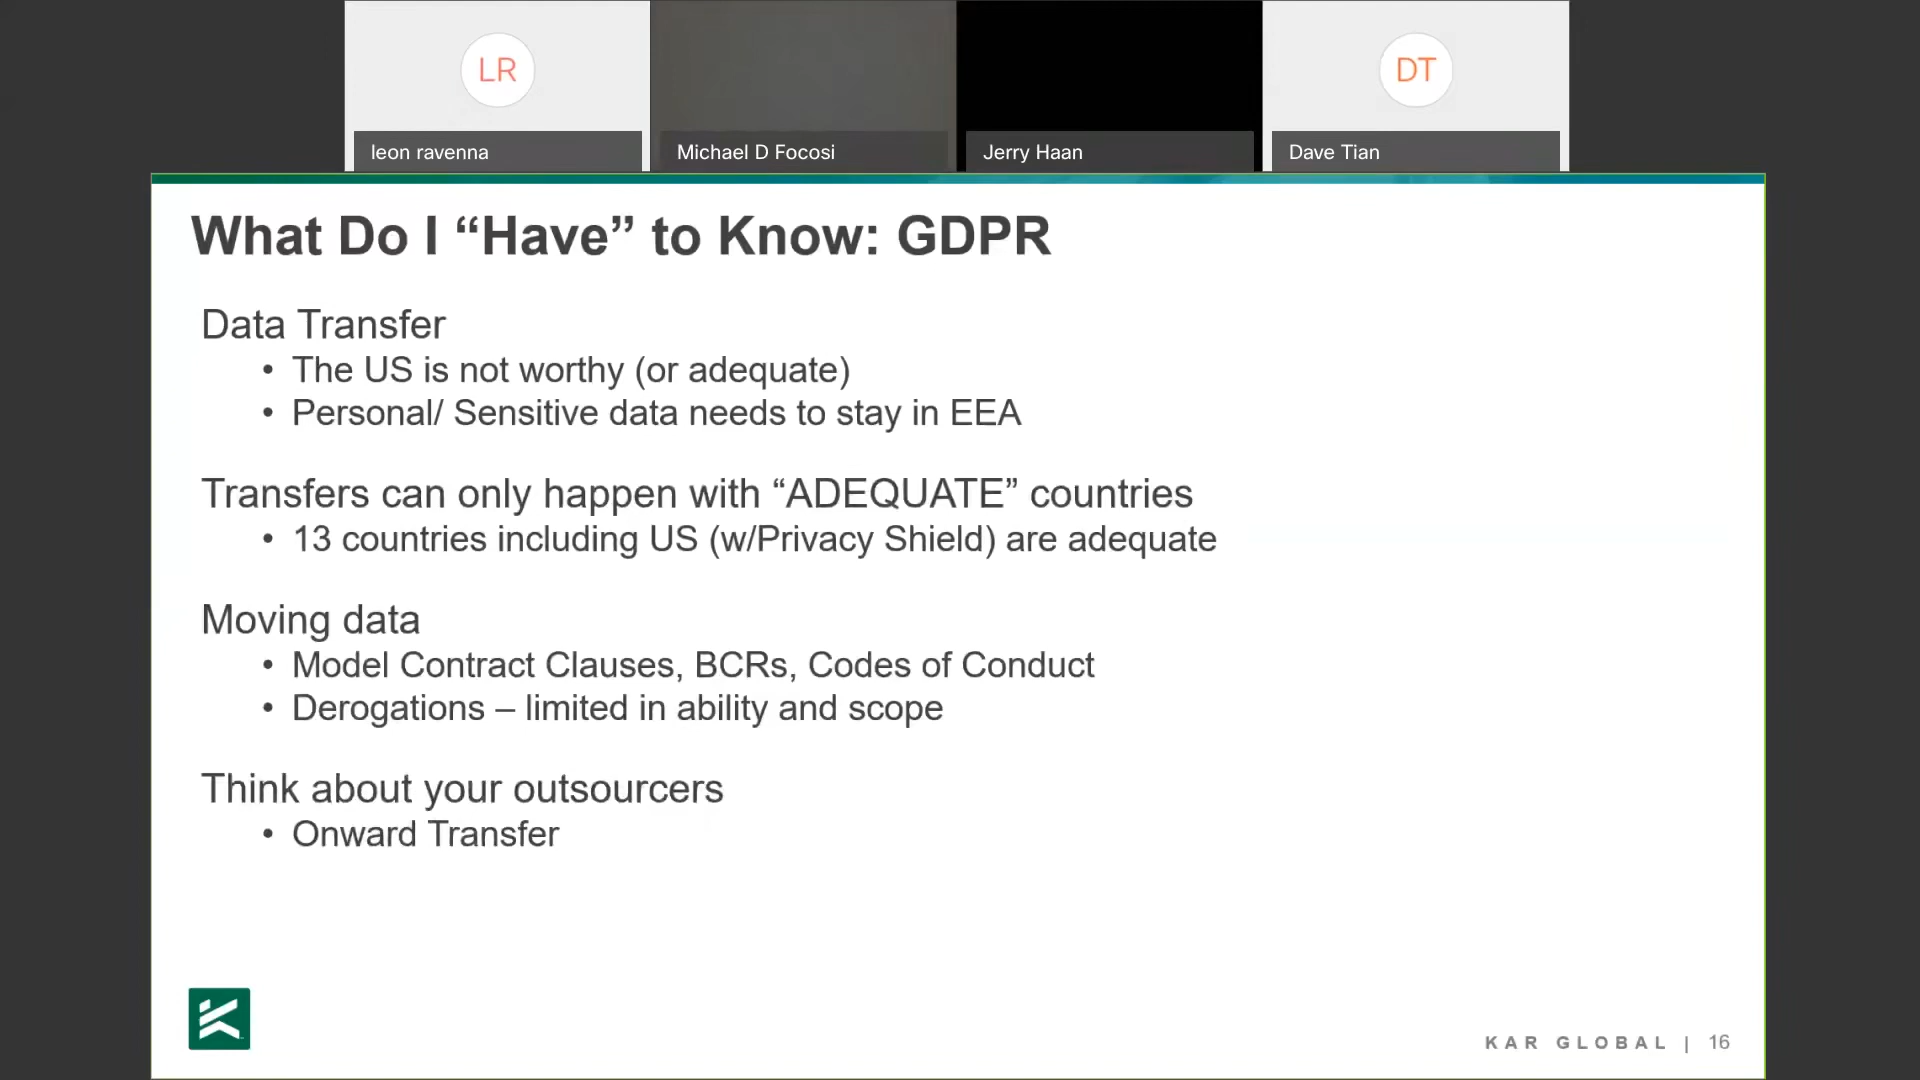 LR
DT
leon ravenna
Michael D Focosi
Jerry Haan
Dave Tian
What Do I “Have” to Know: GDPR
Data Transfer
• The US is not worthy (or adequate)
• Personal/ Sensitive data needs to stay in EEA
Transfers can only happen with “ADEQUATE” countries
• 13 countries including US (w/Privacy Shield) are adequate
Moving data
• Model Contract Clauses, BCRs, Codes of Conduct
• Derogations – limited in ability and scope
Think about your outsourcers
• Onward Transfer
KAR GLOBAL | 16